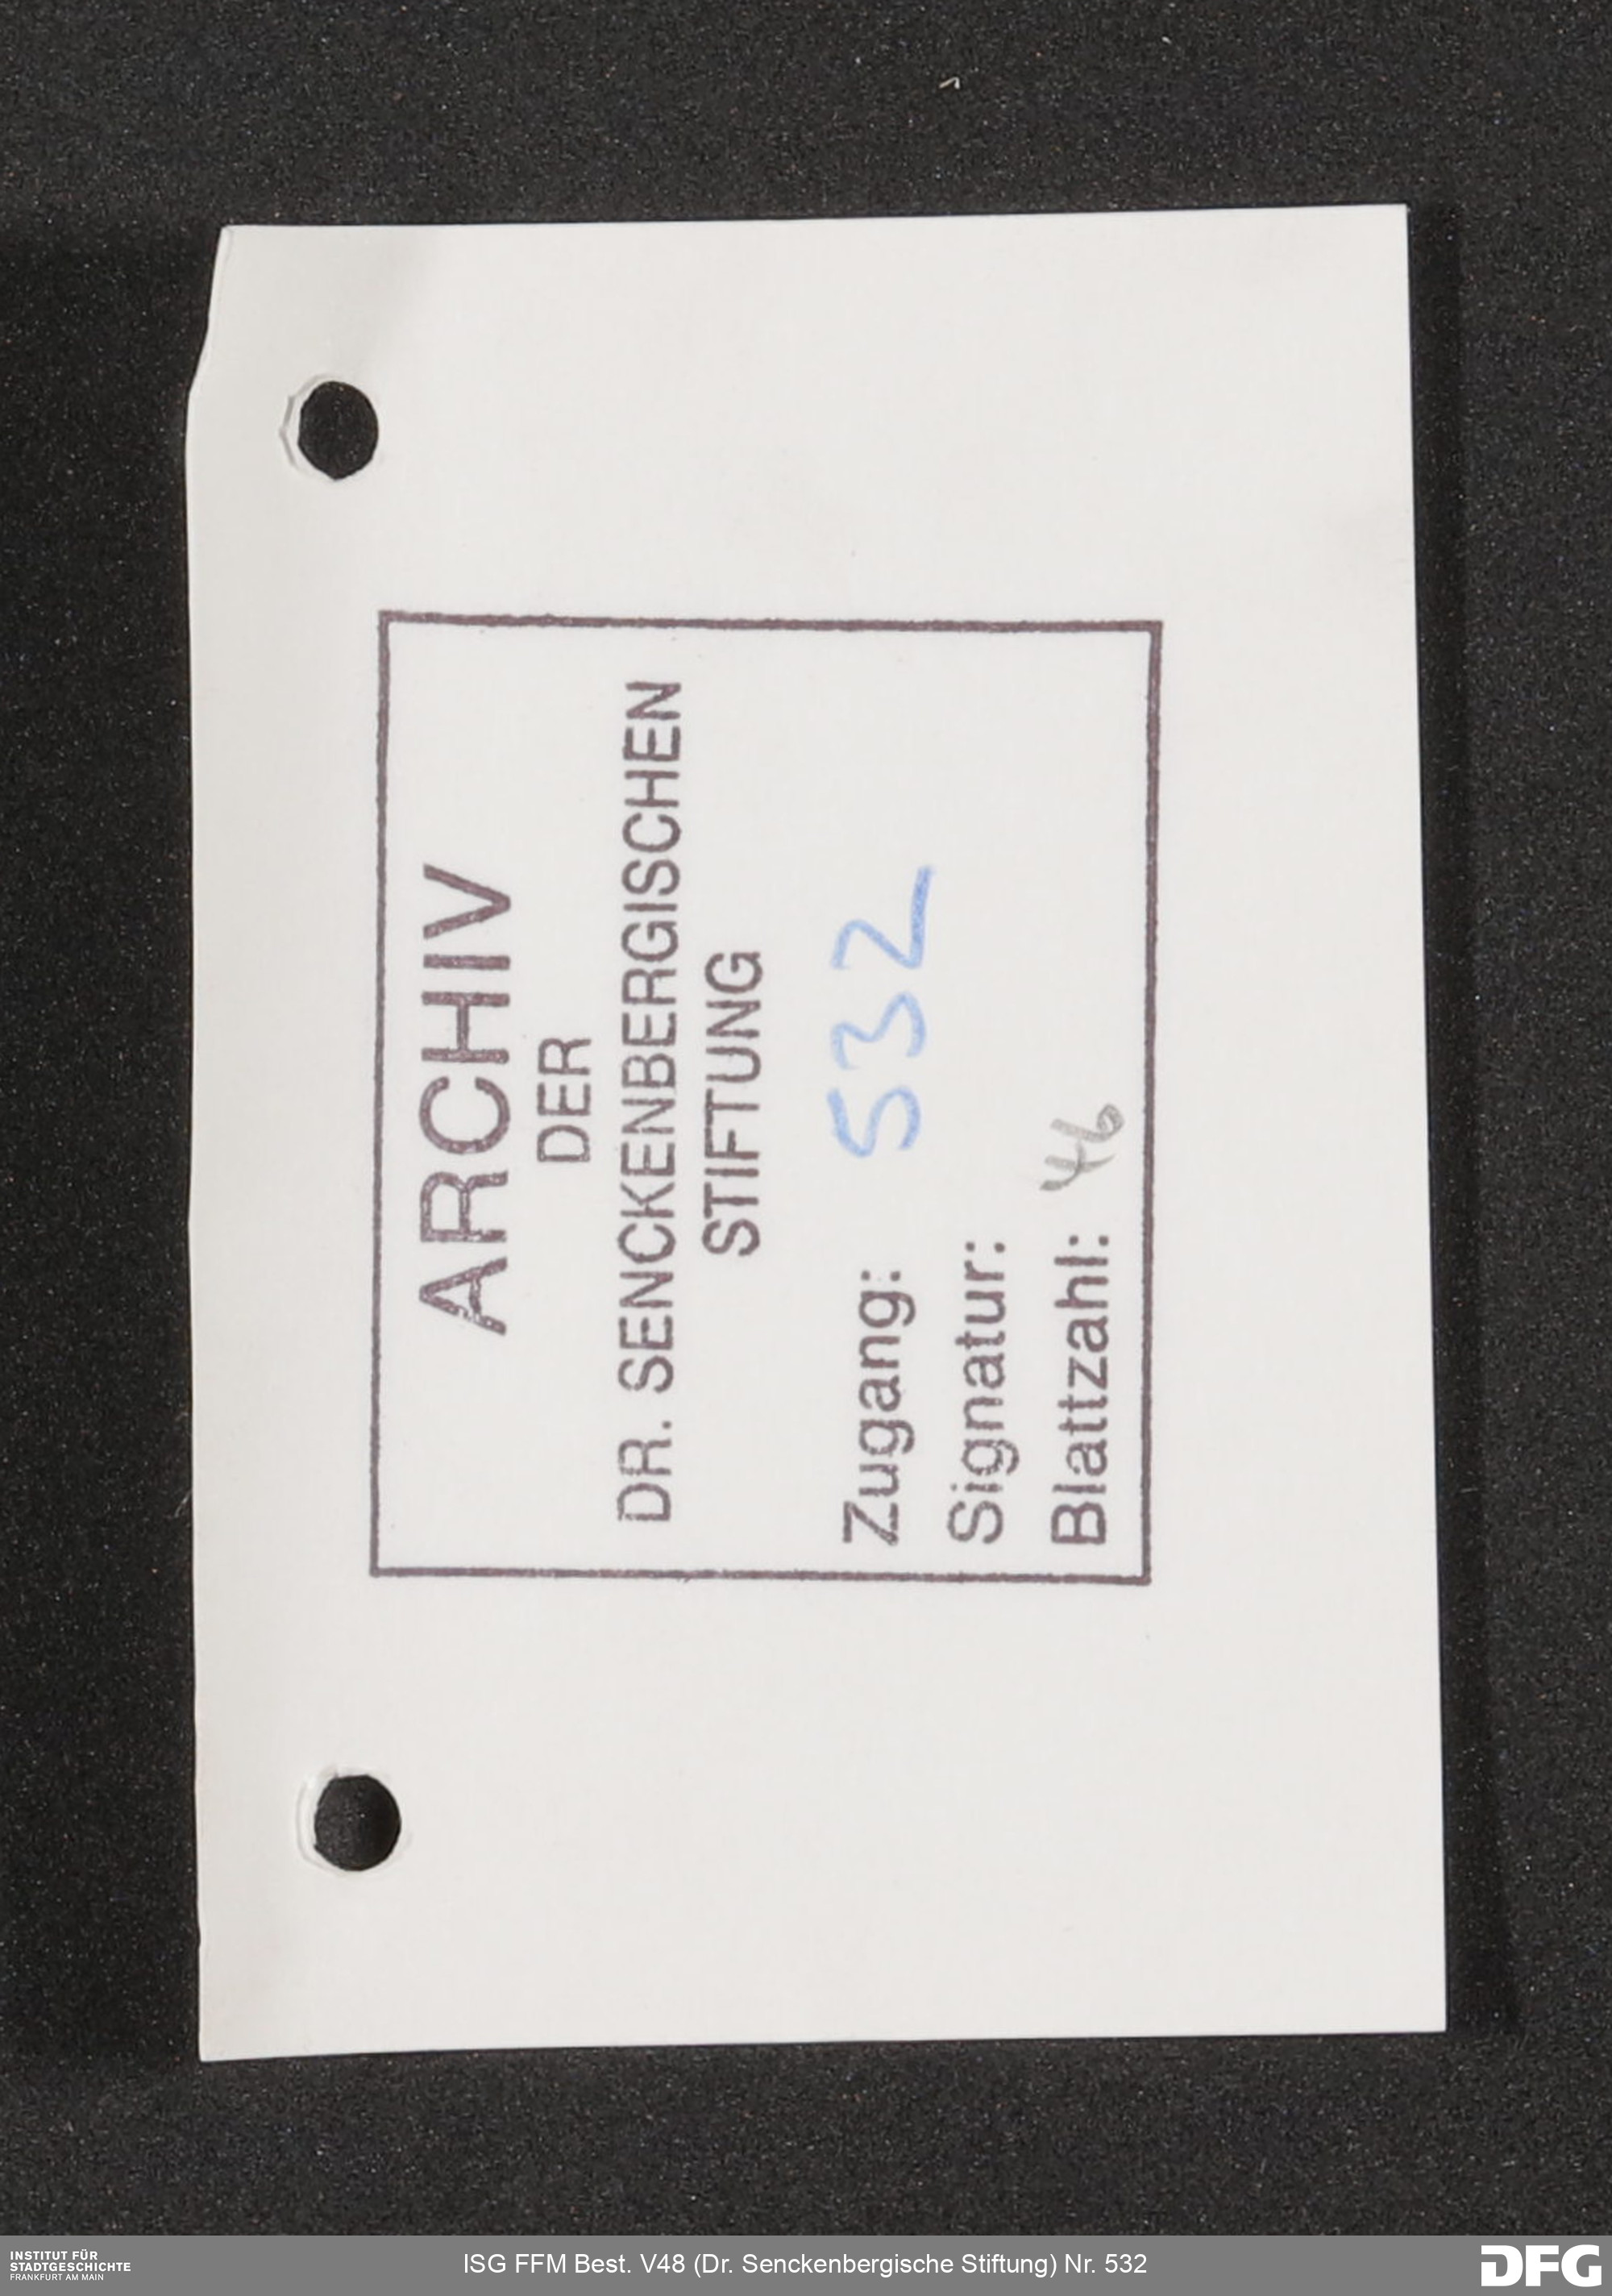 ARCHIV
DER
DR. SENCKENBERGISCHEN
STIFTUNG
Zugang: 532
Signatur:
Blattzahl: 46
INSTITUT FÜR
STADTGESCHICHTE
FRANKFURT AM MAIN
ISG FFM Best. V48 (Dr. Senckenbergische Stiftung) Nr. 532
DFG